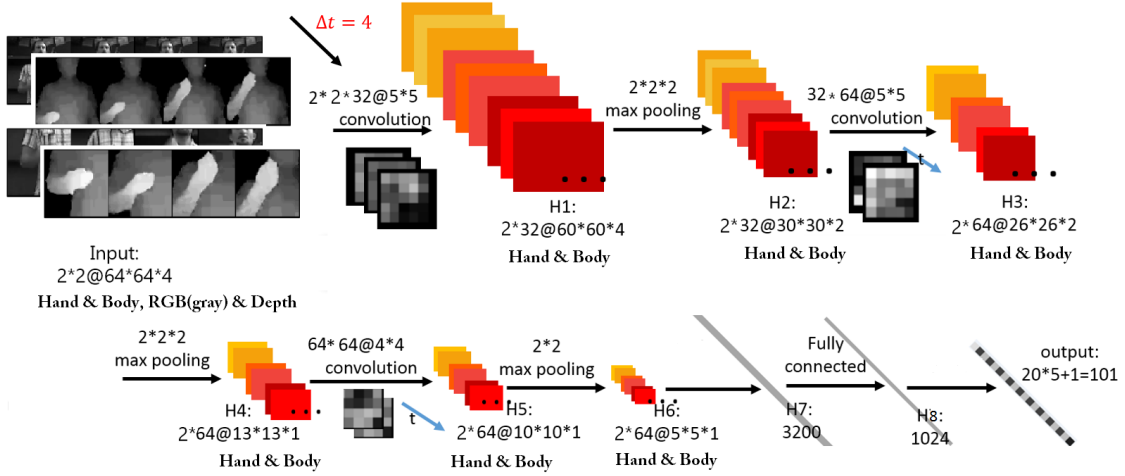 Δt = 4
2* 2*32@5*5
convolution
2*2*2
max pooling
32* 64@5*5
convolution
t
H1:
2*32@60*60*4
Hand & Body
H2:
2*32@30*30*2
Hand & Body
H3:
2*64@26*26*2
Hand & Body
Input:
2*2@64*64*4
Hand & Body, RGB(gray) & Depth
2*2*2
max pooling
64* 64@4*4
convolution
t
2*2
max pooling
Fully
connected
output:
20*5+1=101
H4:
2*64@13*13*1
Hand & Body
H5:
2*64@10*10*1
Hand & Body
H6:
2*64@5*5*1
Hand & Body
H7:
3200
H8:
1024